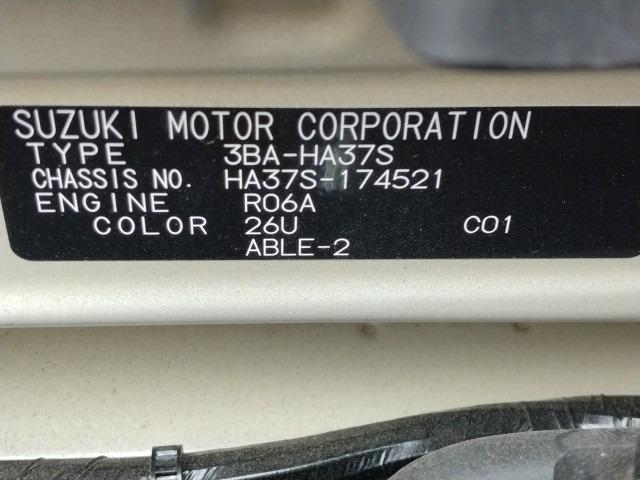 SUZUKI MOTOR CORPORATION
TYPE 3BA-HA37S
CHASSIS NO. HA37S-174521
ENGINE R06A
COLOR 26U C01
ABLE-2